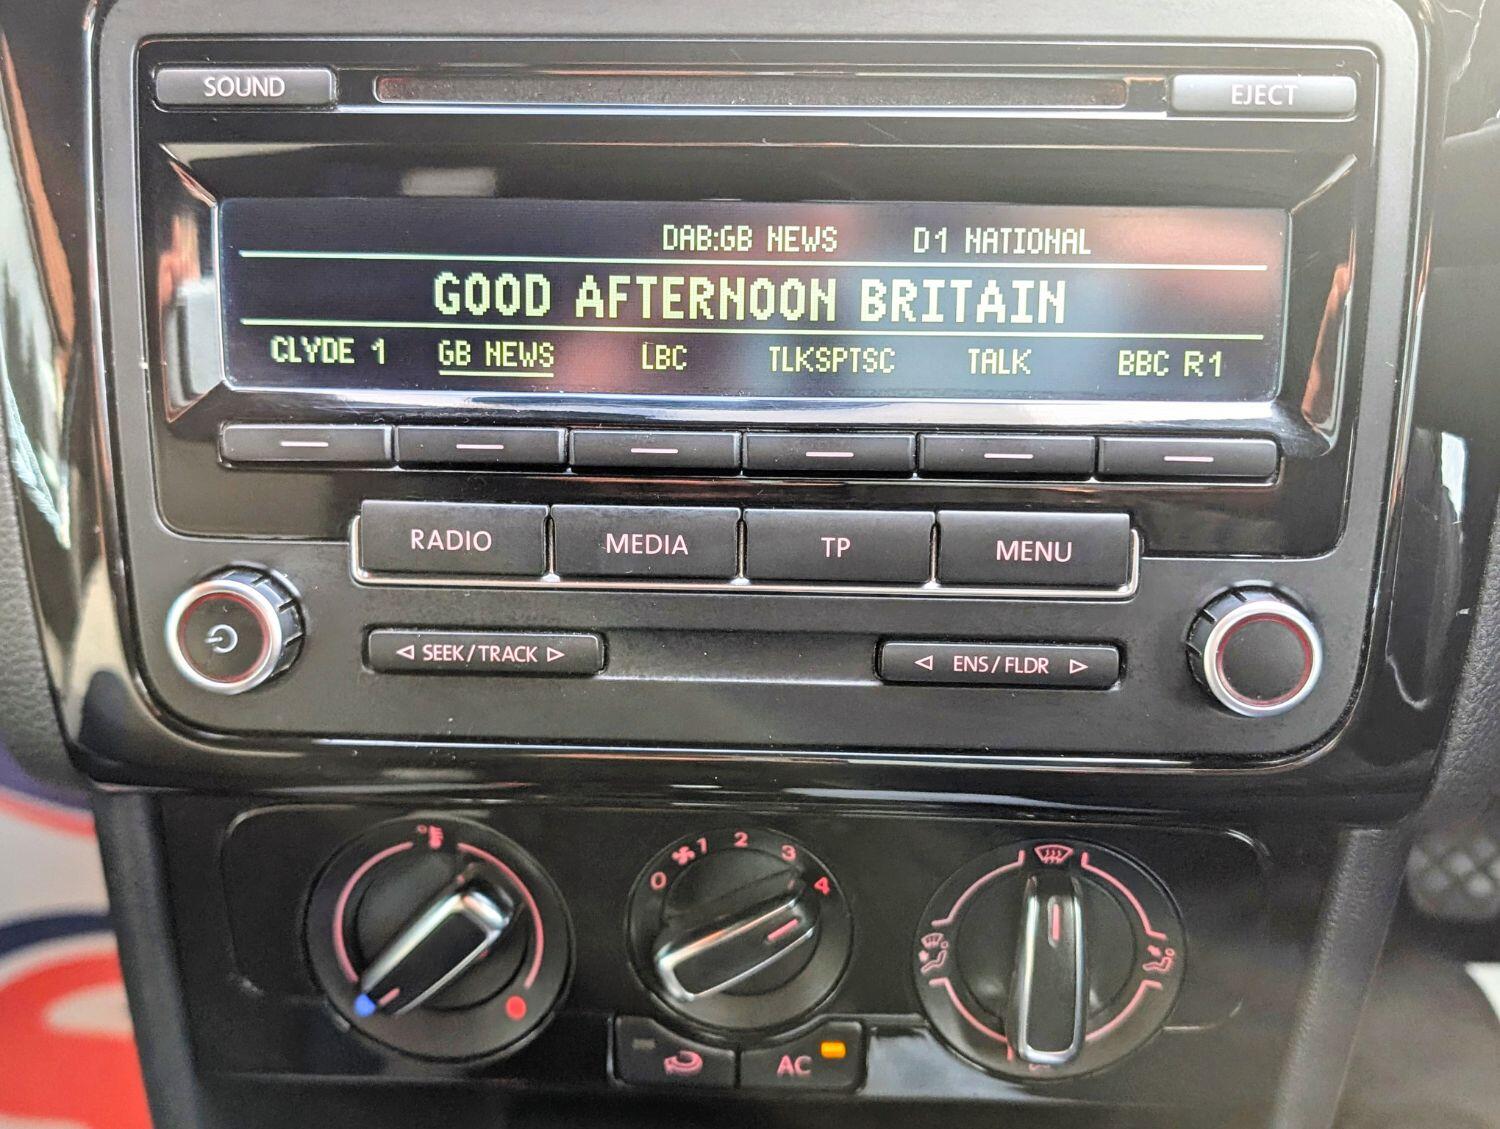 SOUND EJECT
DAB:GB NEWS D1 NATIONAL
GOOD AFTERNOON BRITAIN
CLYDE 1 GB NEWS LBC TLKSPTSC TALK BBC R1
RADIO MEDIA TP MENU
SEEK/TRACK ENS/FLDR
0 1 2 3 4
AC